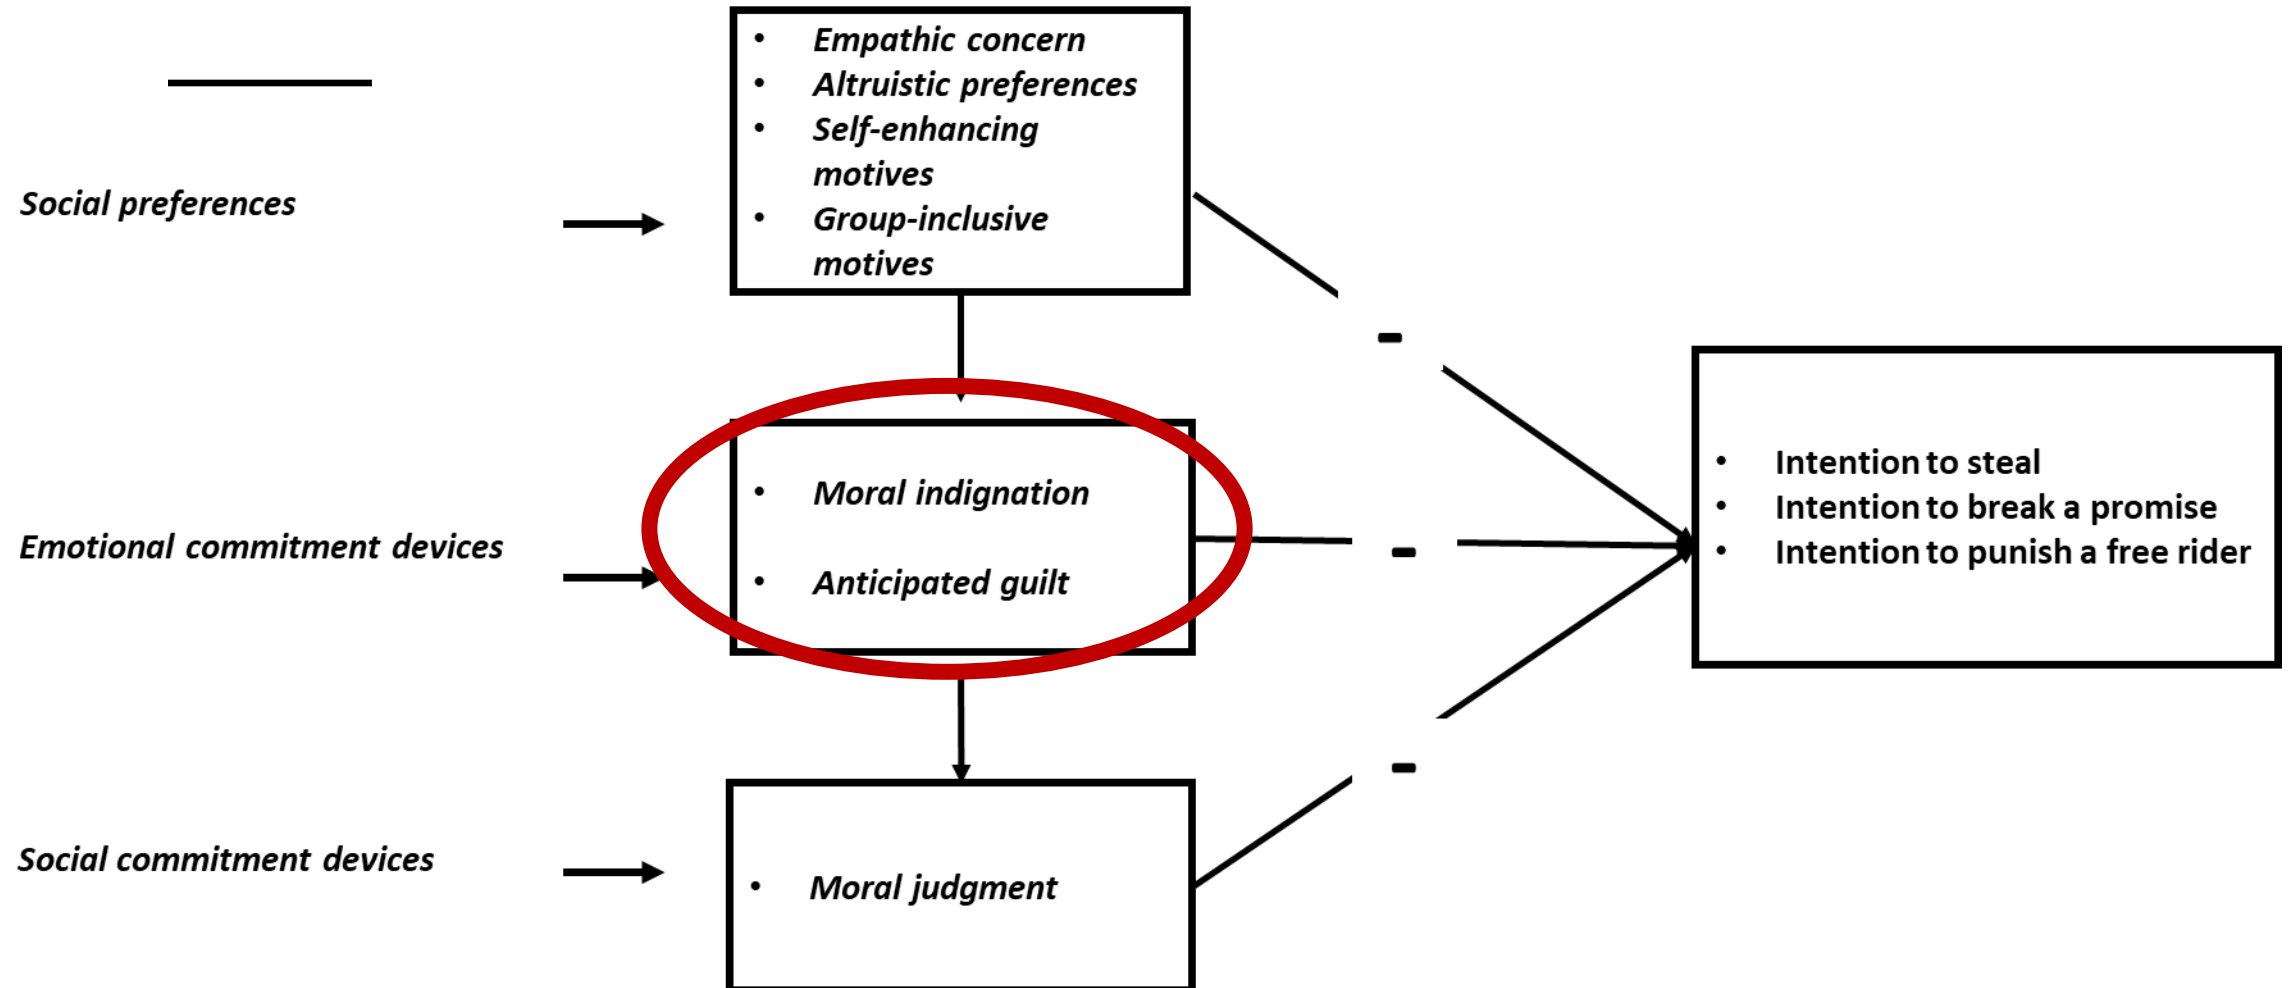 • Empathic concern
• Altruistic preferences
• Self-enhancing
motives
• Group-inclusive
motives
Social preferences
-
• Intention to steal
• Intention to break a promise
• Intention to punish a free rider
• Moral indignation
• Anticipated guilt
Emotional commitment devices
-
-
Social commitment devices
• Moral judgment